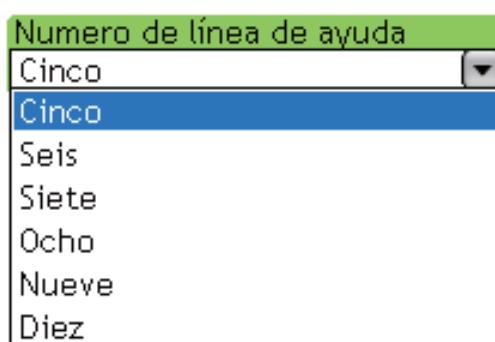 Numero de línea de ayuda
Cinco
Cinco
Seis
Siete
Ocho
Nueve
Diez